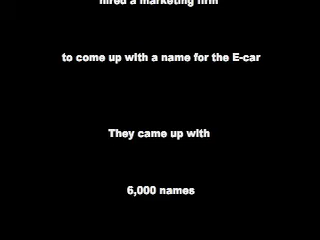 hired a marketing firm
to come up with a name for the E-car
They came up with
6,000 names